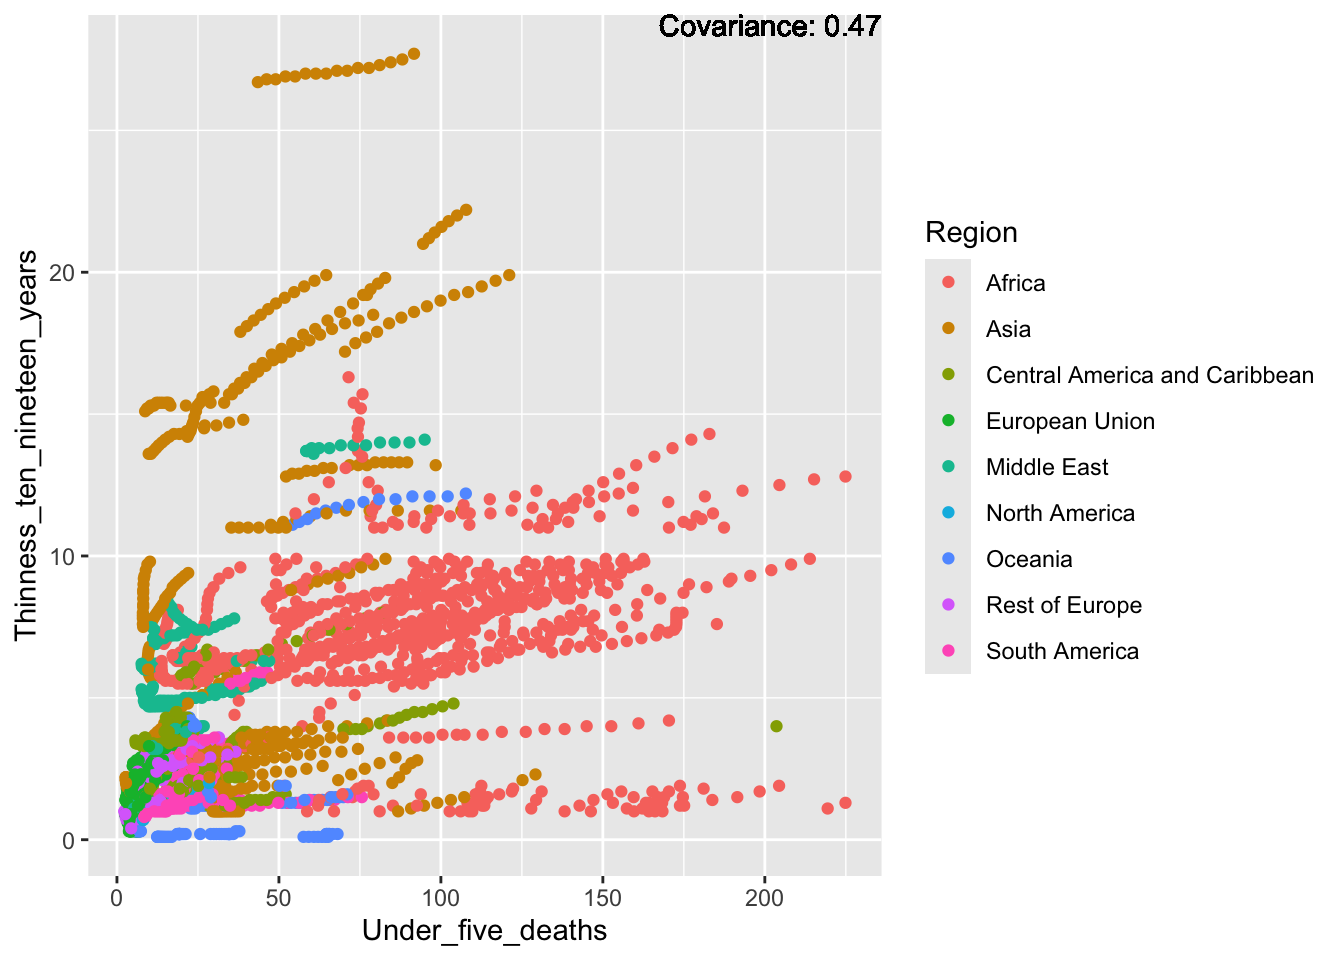 Covariance: 0.47
Thinness_ten_nineteen_years
20
10
0
0
50
100
150
200
Under_five_deaths
Region
Africa
Asia
Central America and Caribbean
European Union
Middle East
North America
Oceania
Rest of Europe
South America